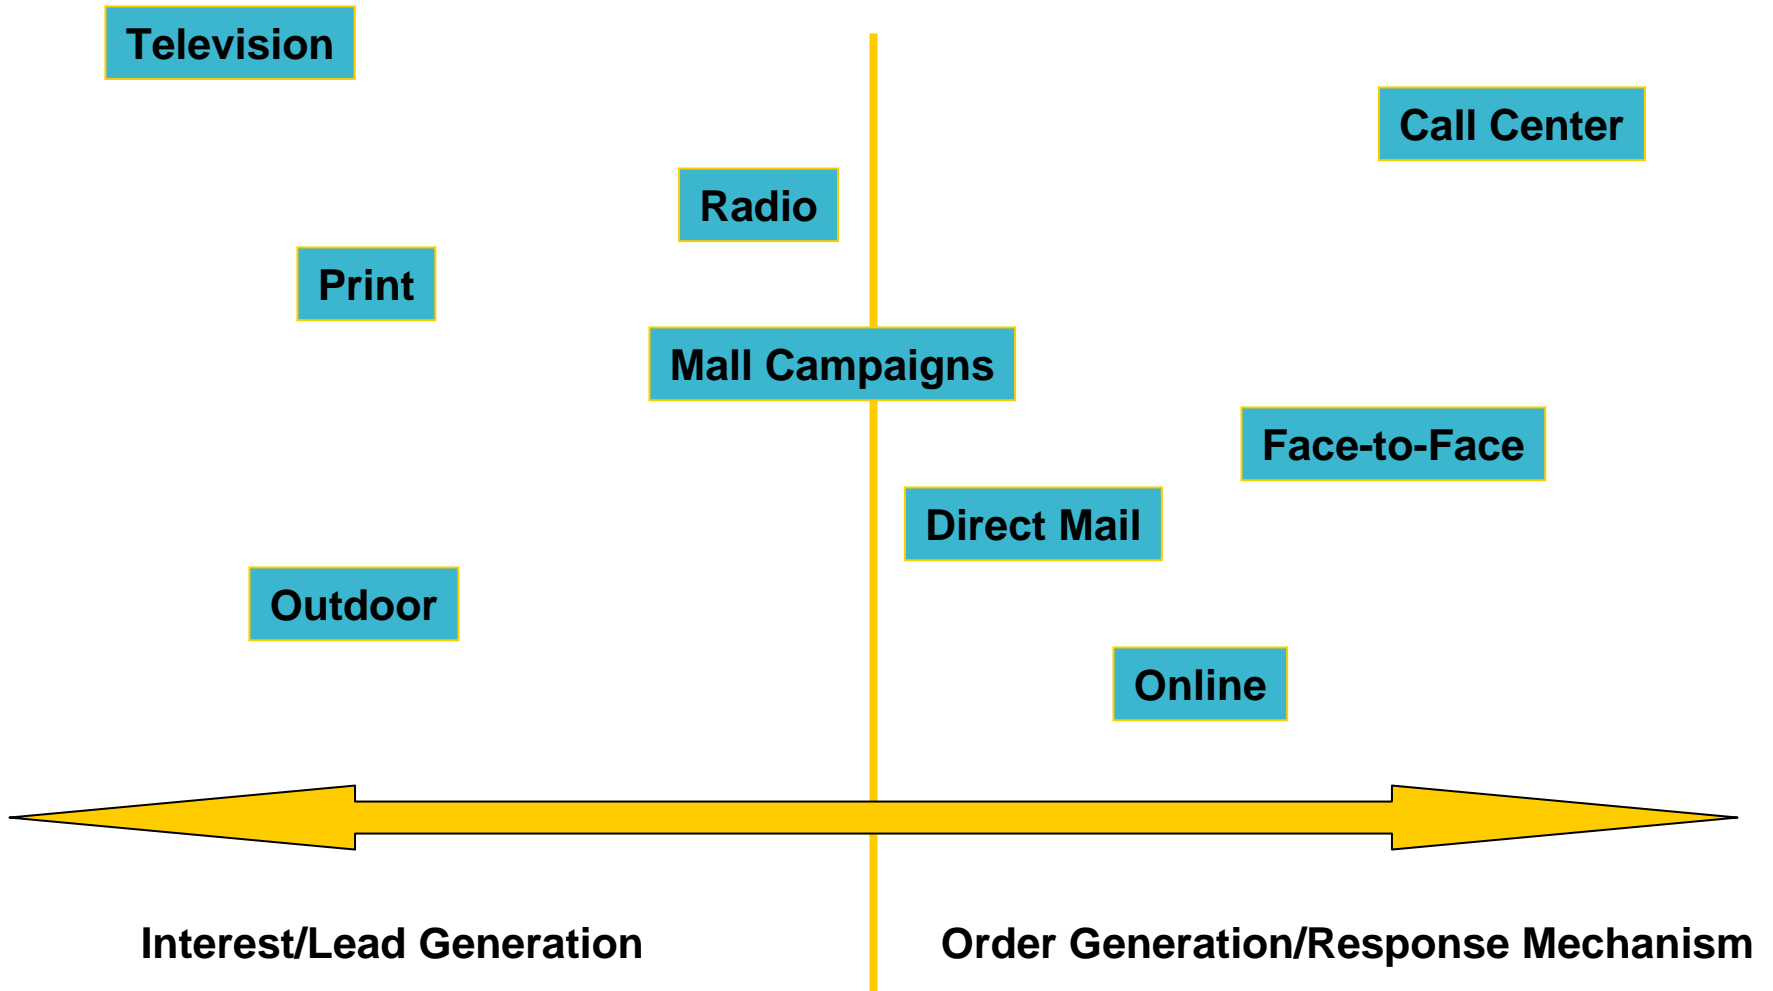 Television
Call Center
Radio
Print
Mall Campaigns
Face-to-Face
Direct Mail
Outdoor
Online
Interest/Lead Generation
Order Generation/Response Mechanism